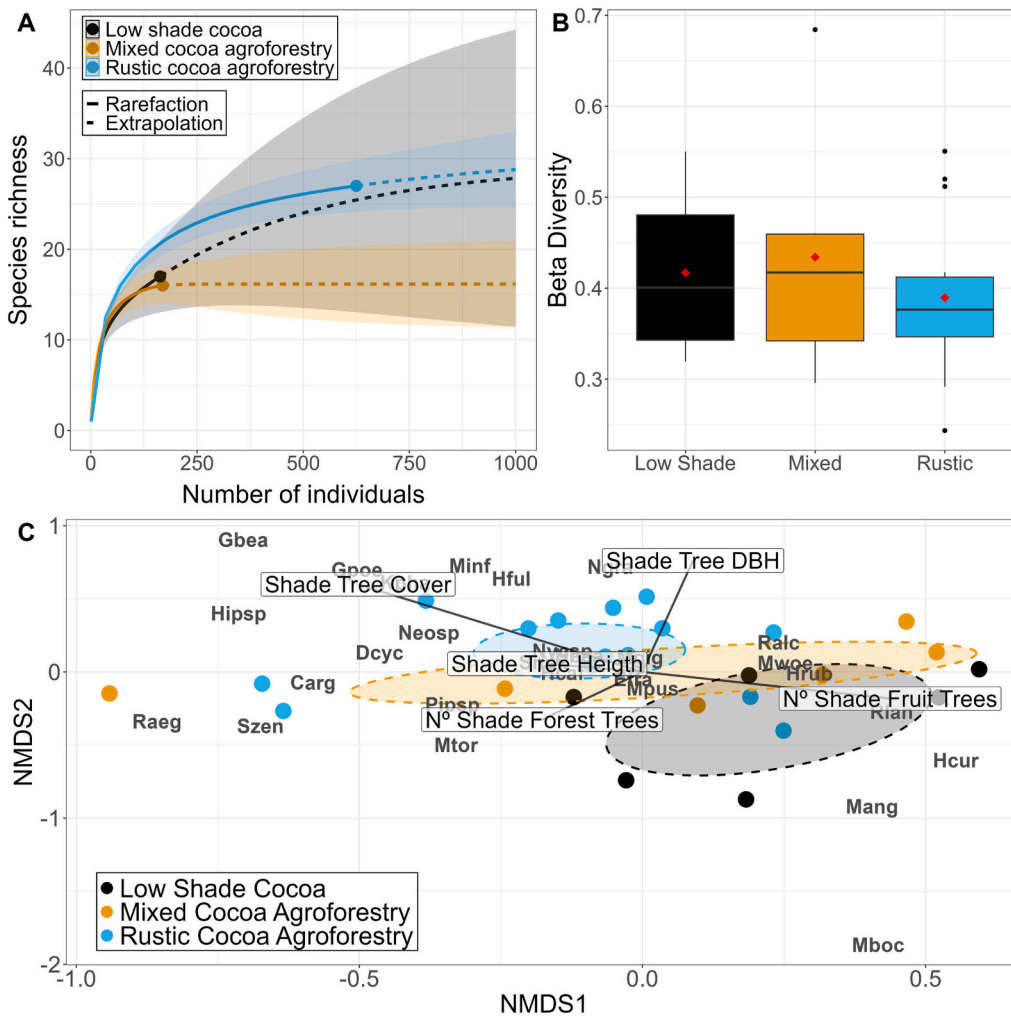 A
Low shade cocoa
Mixed cocoa agroforestry
Rustic cocoa agroforestry
Rarefaction
Extrapolation
Species richness
40
30
20
10
0
0 250 500 750 1000
Number of individuals
B
Beta Diversity
0.7
0.6
0.5
0.4
0.3
Low Shade Mixed Rustic
C
NMDS2
1
0
-1
-2
Gbea
Gpoe
Minf
Hful
Ngra
Shade Tree DBH
Shade Tree Cover
Hipsp
Neosp
Dcyc
Ralc
Mwoe
Shade Tree Heigth
Hrub
Carg
Mpus
Pipsp
Nº Shade Fruit Trees
Raeg
Szen
Nº Shade Forest Trees
Rlan
Mtor
Hcur
Mang
Mboc
Low Shade Cocoa
Mixed Cocoa Agroforestry
Rustic Cocoa Agroforestry
-1.0 -0.5 0.0 0.5
NMDS1